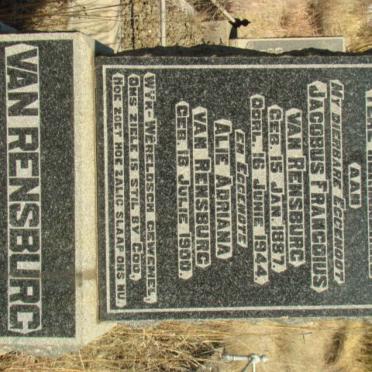 VAN RENSBURG
AAN
MY DIERBARE EGGENOOT
JACOBUS FRANCOIS
VAN RENSBURG
GEB. 15 JAN. 1887.
OORL. 16 JUNIE 1944
EN EGGENOTE
ALIE ADRIANA
VAN RENSBURG
GEB. 18 JULIE 1900.
WYK-WERELDSCH GEWEMEL,
ONS ZIELE IS STIL BY GOD.
HOE ZOET HOE ZALIG SLAAP ONS NU.